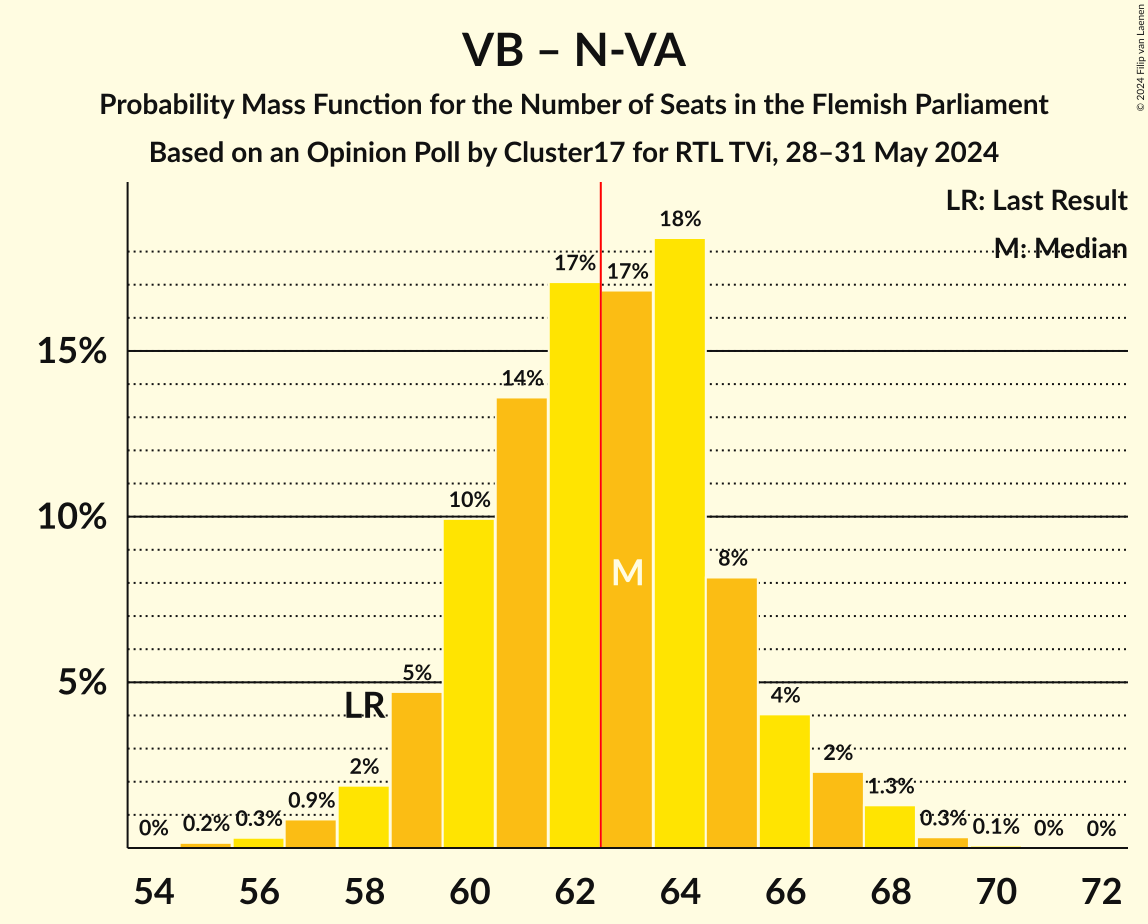 VB – N-VA
Probability Mass Function for the Number of Seats in the Flemish Parliament
Based on an Opinion Poll by Cluster17 for RTL TVi, 28–31 May 2024
© 2024 Filip van Laenen
LR: Last Result
M: Median
18%
17%
17%
15%
14%
10%
10%
8%
M
5%
5%
LR
4%
2%
2%
1.3%
0.9%
0.3%
0.3%
0.2%
0.1%
0%
0%
0%
54 56 58 60 62 64 66 68 70 72